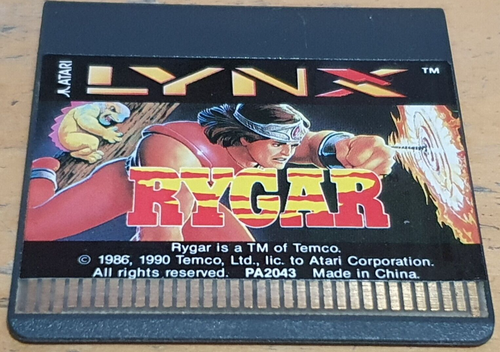 ATARI
LYNX ™
RYGAR
Rygar is a TM of Temco.
© 1986, 1990 Temco, Ltd., lic. to Atari Corporation.
All rights reserved. PA2043 Made in China.